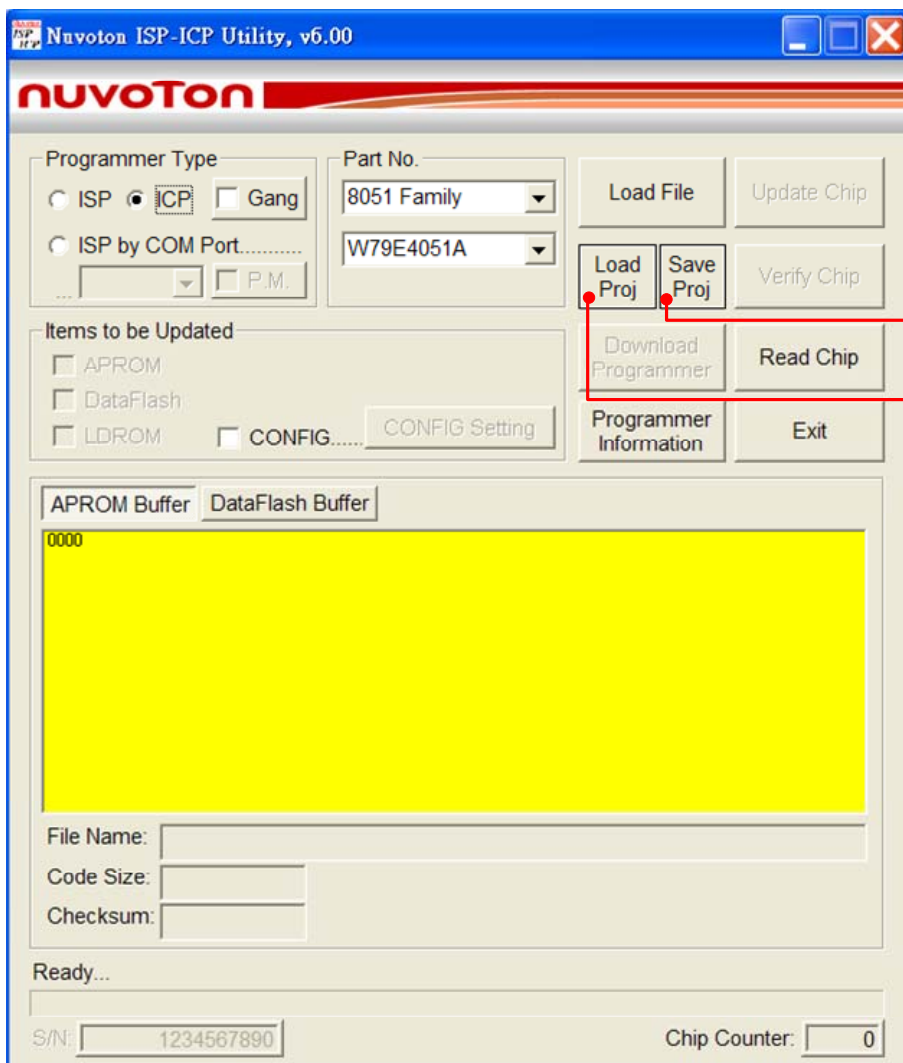 Nuvoton ISP-ICP Utility, v6.00
nuvoTon
Programmer Type
ISP ICP Gang
ISP by COM Port...........
... P.M.
Part No.
8051 Family
W79E4051A
Load File
Update Chip
Load Proj
Save Proj
Verify Chip
Download Programmer
Read Chip
Programmer Information
Exit
Items to be Updated
APROM
DataFlash
LDROM
CONFIG......
CONFIG Setting
APROM Buffer
DataFlash Buffer
0000
File Name:
Code Size:
Checksum:
Ready...
S/N: 1234567890
Chip Counter: 0